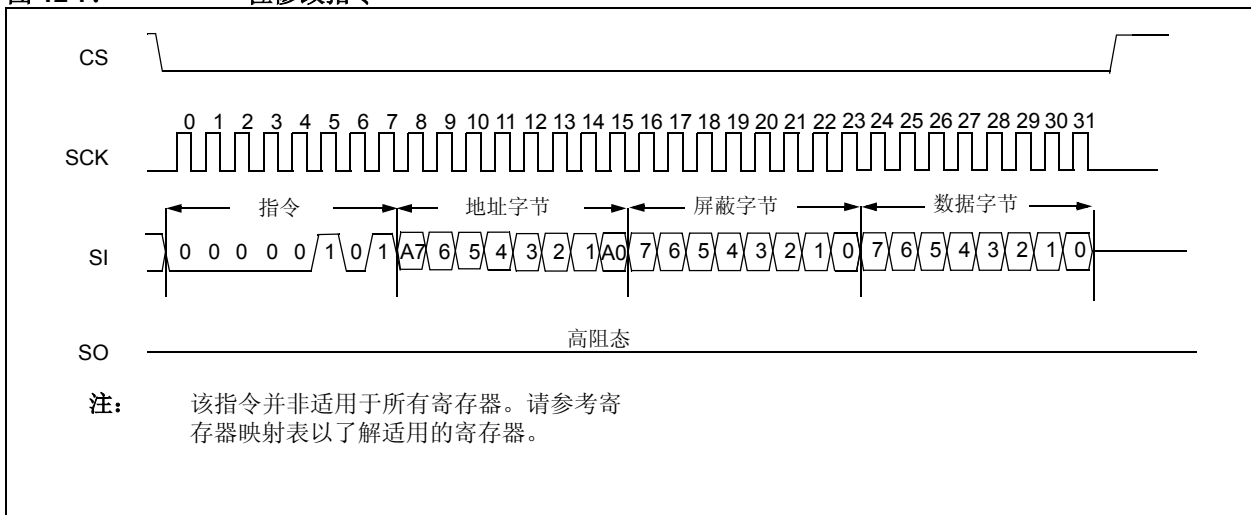 CS
0 1 2 3 4 5 6 7 8 9 10 11 12 13 14 15 16 17 18 19 20 21 22 23 24 25 26 27 28 29 30 31
SCK
指令 地址字节 屏蔽字节 数据字节
SI 0 0 0 0 0 1 0 1 A7 6 5 4 3 2 1 A0 7 6 5 4 3 2 1 0 7 6 5 4 3 2 1 0
高阻态
SO
注： 该指令并非适用于所有寄存器。请参考寄
存器映射表以了解适用的寄存器。